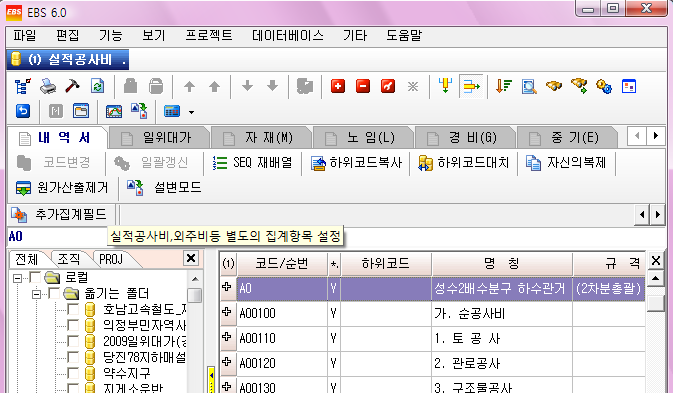 EBS EBS 6.0
파일 편집 기능 보기 프로젝트 데이터베이스 기타 도움말
(1) 실적공사비 .
내 역 서 일위대가 자 재(M) 노 임(L) 경 비(G) 중 기(E)
코드변경 일괄갱신 SEQ 재배열 하위코드복사 하위코드대치 자신의복제
원가산출제거 설변모드
추가집계필드
A0
실적공사비,외주비등 별도의 집계항목 설정
전체 조직 PROJ
로컬
옮기는 폴더
호남고속철도_
의정부민자역사
2009일위대가(
당진78지하매설
약수지구
지게소운반
(1) 코드/순번 *. 하위코드 명 칭 규 격
A0 Y 성수2배수분구 하수관거 (2차분총괄)
A00100 Y 가. 순공사비
A00110 Y 1. 토 공 사
A00120 Y 2. 관로공사
A00130 Y 3. 구조물공사